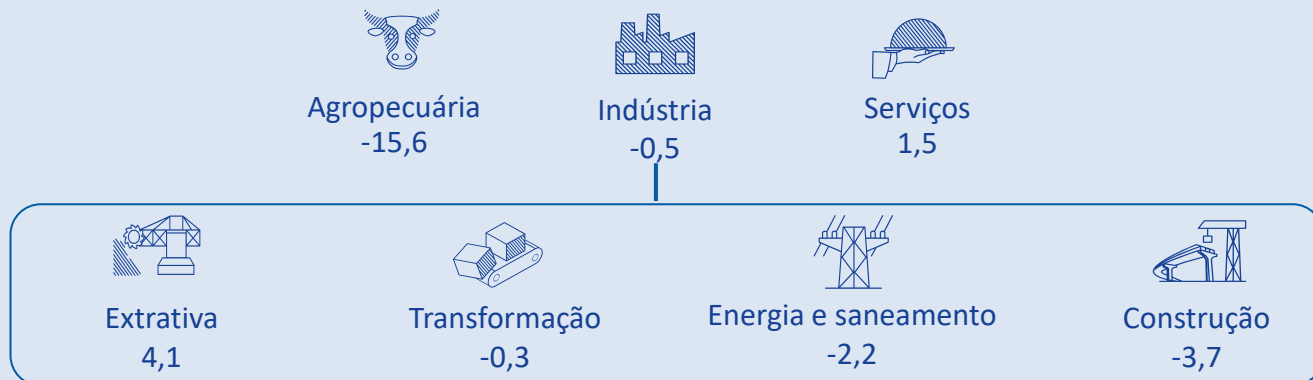 Agropecuária
-15,6
Indústria
-0,5
Serviços
1,5
Extrativa
4,1
Transformação
-0,3
Energia e saneamento
-2,2
Construção
-3,7